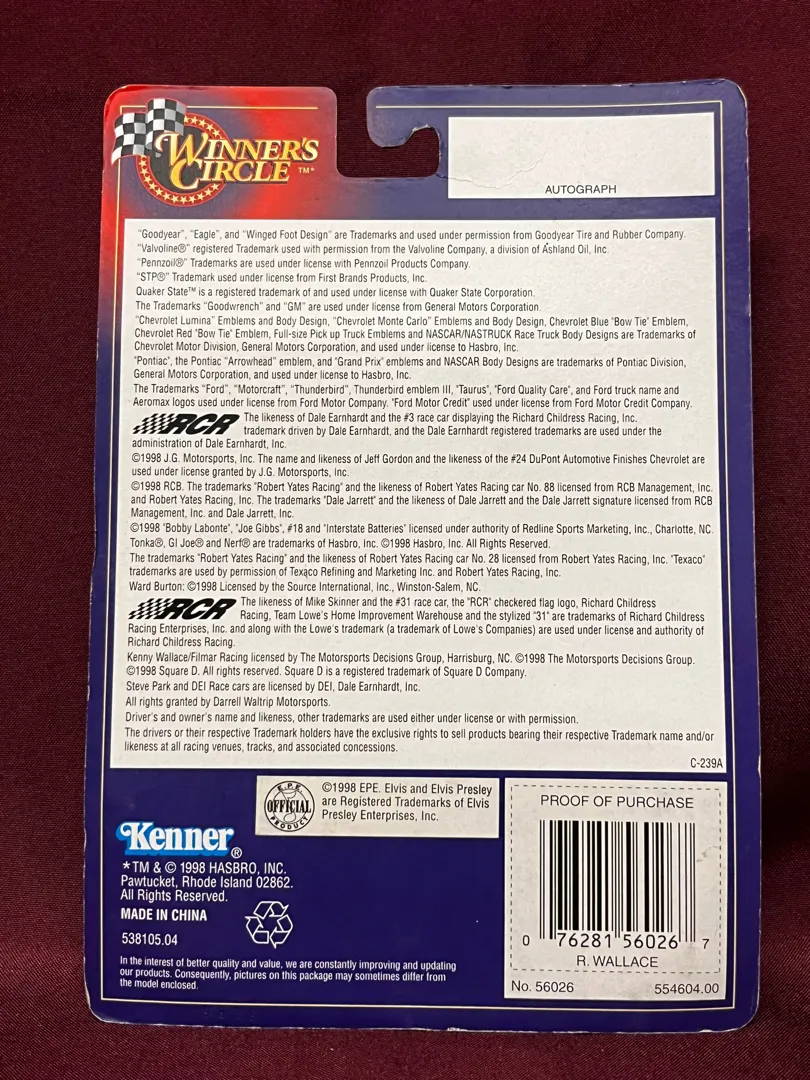 WINNER'S
CIRCLE ™*
AUTOGRAPH
"Goodyear", "Eagle", and "Winged Foot Design" are Trademarks and used under permission from Goodyear Tire and Rubber Company.
"Valvoline®" registered Trademark used with permission from the Valvoline Company, a division of Ashland Oil, Inc.
"Pennzoil®" Trademarks are used under license with Pennzoil Products Company.
"STP®" Trademark used under license from First Brands Products, Inc.
Quaker State™ is a registered trademark of and used under license with Quaker State Corporation.
The Trademarks "Goodwrench" and "GM" are used under license from General Motors Corporation.
"Chevrolet Lumina" Emblems and Body Design, "Chevrolet Monte Carlo" Emblems and Body Design, Chevrolet Blue "Bow Tie" Emblem,
Chevrolet Red "Bow Tie" Emblem, Full-size Pick up Truck Emblems and NASCAR/NASTRUCK Race Truck Body Designs are Trademarks of
Chevrolet Motor Division, General Motors Corporation, and used under license to Hasbro, Inc.
"Pontiac", the Pontiac "Arrowhead" emblem, and "Grand Prix" emblems and NASCAR Body Designs are trademarks of Pontiac Division,
General Motors Corporation, and used under license to Hasbro, Inc.
The Trademarks "Ford", "Motorcraft", "Thunderbird", Thunderbird emblem III, "Taurus", "Ford Quality Care", and Ford truck name and
Aeromax logos used under license from Ford Motor Company. "Ford Motor Credit" used under license from Ford Motor Credit Company.
RCR The likeness of Dale Earnhardt and the #3 race car displaying the Richard Childress Racing, Inc.
trademark driven by Dale Earnhardt, and the Dale Earnhardt registered trademarks are used under the
administration of Dale Earnhardt, Inc.
©1998 J.G. Motorsports, Inc. The name and likeness of Jeff Gordon and the likeness of the #24 DuPont Automotive Finishes Chevrolet are
used under license granted by J.G. Motorsports, Inc.
©1998 RCB. The trademarks "Robert Yates Racing" and the likeness of Robert Yates Racing car No. 88 licensed from RCB Management, Inc.
and Robert Yates Racing, Inc. The trademarks "Dale Jarrett" and the likeness of Dale Jarrett and the Dale Jarrett signature licensed from RCB
Management, Inc. and Dale Jarrett, Inc.
©1998 "Bobby Labonte", "Joe Gibbs", #18 and "Interstate Batteries" licensed under authority of Redline Sports Marketing, Inc., Charlotte, NC.
Tonka®, GI Joe® and Nerf® are trademarks of Hasbro, Inc. ©1998 Hasbro, Inc. All Rights Reserved.
The trademarks "Robert Yates Racing" and the likeness of Robert Yates Racing car No. 28 licensed from Robert Yates Racing, Inc. "Texaco"
trademarks are used by permission of Texaco Refining and Marketing Inc. and Robert Yates Racing, Inc.
Ward Burton: ©1998 Licensed by the Source International, Inc., Winston-Salem, NC.
RCR The likeness of Mike Skinner and the #31 race car, the "RCR" checkered flag logo, Richard Childress
Racing, Team Lowe's Home Improvement Warehouse and the stylized "31" are trademarks of Richard Childress
Racing Enterprises, Inc. and along with the Lowe's trademark (a trademark of Lowe's Companies) are used under license and authority of
Richard Childress Racing.
Kenny Wallace/Filmar Racing licensed by The Motorsports Decisions Group, Harrisburg, NC. ©1998 The Motorsports Decisions Group.
©1998 Square D. All rights reserved. Square D is a registered trademark of Square D Company.
Steve Park and DEI Race cars are licensed by DEI, Dale Earnhardt, Inc.
All rights granted by Darrell Waltrip Motorsports.
Driver's and owner's name and likeness, other trademarks are used either under license or with permission.
The drivers or their respective Trademark holders have the exclusive rights to sell products bearing their respective Trademark name and/or
likeness at all racing venues, tracks, and associated concessions.
C-239A
E.P.E.
OFFICIAL
PRODUCT
©1998 EPE. Elvis and Elvis Presley
are Registered Trademarks of Elvis
Presley Enterprises, Inc.
Kenner®
*TM & © 1998 HASBRO, INC.
Pawtucket, Rhode Island 02862.
All Rights Reserved.
MADE IN CHINA
538105.04
In the interest of better quality and value, we are constantly improving and updating
our products. Consequently, pictures on this package may sometimes differ from
the model enclosed.
PROOF OF PURCHASE
0 76281 56026 7
R. WALLACE
No. 56026 554604.00